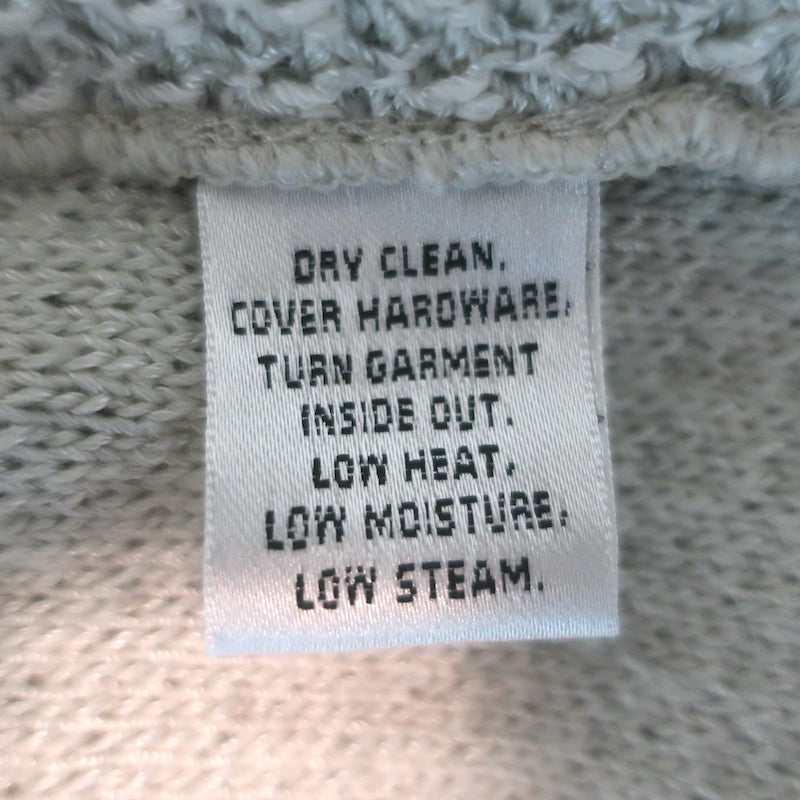 DRY CLEAN.
COVER HARDWARE,
TURN GARMENT
INSIDE OUT.
LOW HEAT,
LOW MOISTURE,
LOW STEAM.